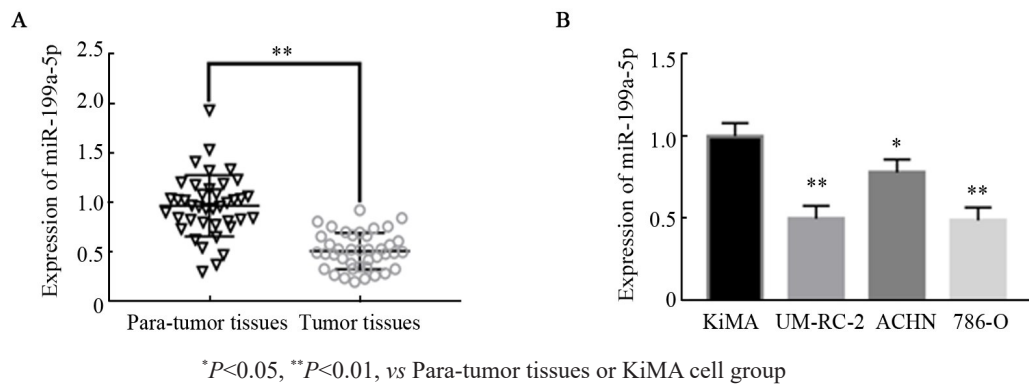 A
Expression of miR-199a-5p
2.5
2.0
1.5
1.0
0.5
0
**
Para-tumor tissues
Tumor tissues
B
Expression of miR-199a-5p
1.5
1.0
0.5
0
**
*
**
KiMA
UM-RC-2
ACHN
786-O
*P<0.05, **P<0.01, vs Para-tumor tissues or KiMA cell group